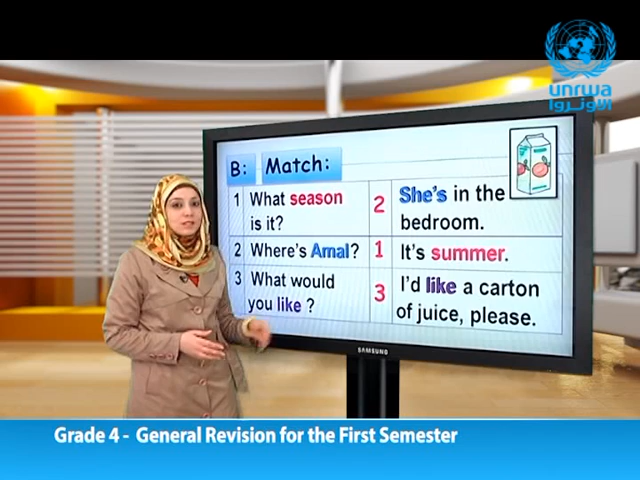 unrwa
الأونروا
B: Match:
1 What season is it? 2 She's in the bedroom.
2 Where's Amal? 1 It's summer.
3 What would you like ? 3 I'd like a carton of juice, please.
SAMSUNG
Grade 4 - General Revision for the First Semester